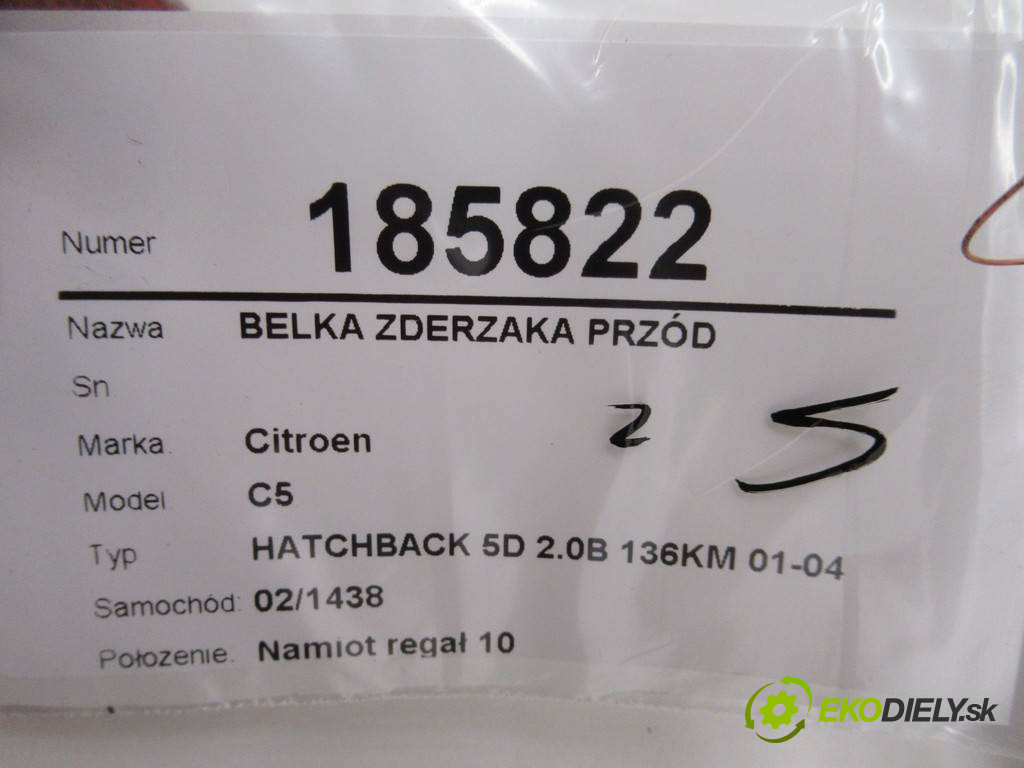 Numer 185822
Nazwa BELKA ZDERZAKA PRZÓD
Sn
Marka. Citroen
Model C5
Typ HATCHBACK 5D 2.0B 136KM 01-04
Samochód: 02/1438
Położenie. Namiot regał 10
2 5
EKODIELY.sk